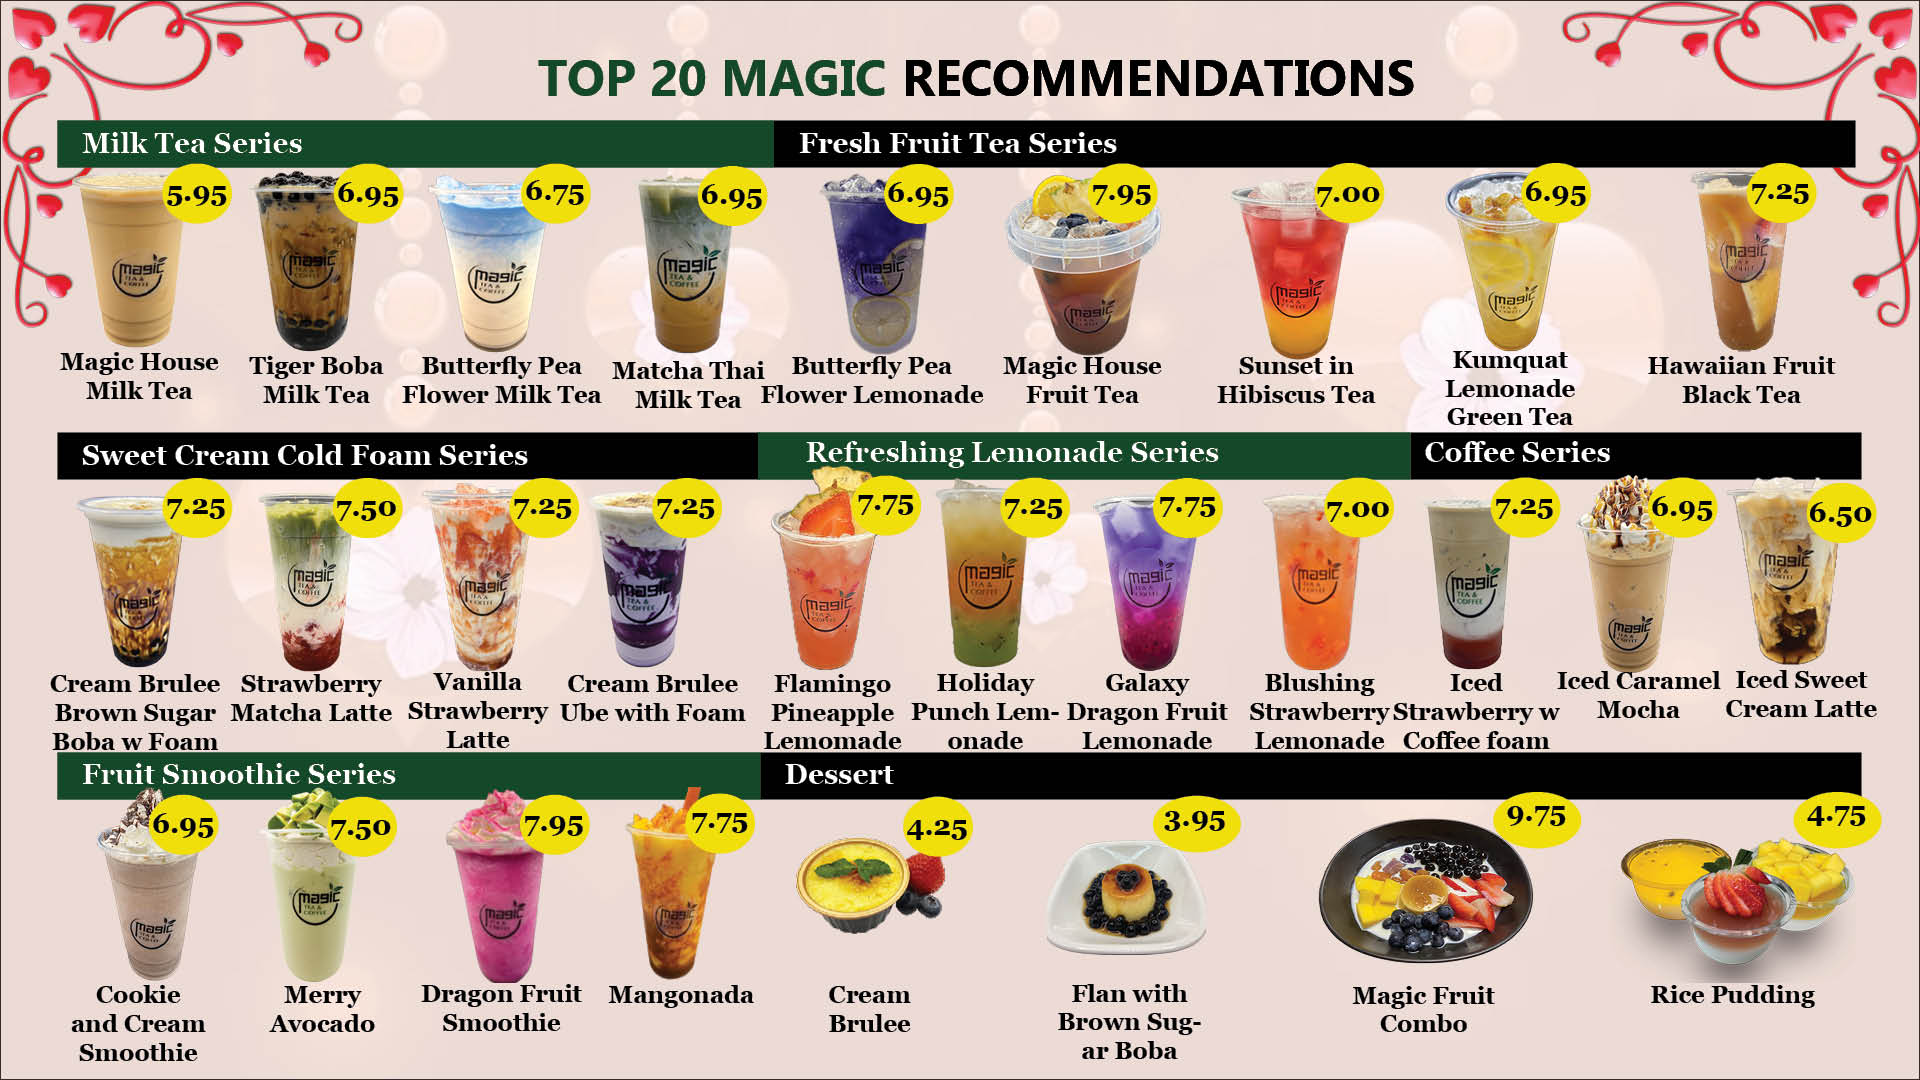 TOP 20 MAGIC RECOMMENDATIONS
Milk Tea Series
5.95
Magic House
Milk Tea
6.95
Tiger Boba
Milk Tea
6.75
Butterfly Pea
Flower Milk Tea
6.95
Matcha Thai
Milk Tea
Fresh Fruit Tea Series
6.95
Butterfly Pea
Flower Lemonade
7.95
Magic House
Fruit Tea
7.00
Sunset in
Hibiscus Tea
6.95
Kumquat
Lemonade
Green Tea
7.25
Hawaiian Fruit
Black Tea
Sweet Cream Cold Foam Series
7.25
Cream Brulee
Brown Sugar
Boba w Foam
7.50
Strawberry
Matcha Latte
7.25
Vanilla
Strawberry
Latte
7.25
Cream Brulee
Ube with Foam
Refreshing Lemonade Series
7.75
Flamingo
Pineapple
Lemomade
7.25
Holiday
Punch Lem-
onade
7.75
Galaxy
Dragon Fruit
Lemonade
7.00
Blushing
Strawberry
Lemonade
Coffee Series
7.25
Iced
Strawberry w
Coffee foam
6.95
Iced Caramel
Mocha
6.50
Iced Sweet
Cream Latte
Fruit Smoothie Series
6.95
Cookie
and Cream
Smoothie
7.50
Merry
Avocado
7.95
Dragon Fruit
Smoothie
7.75
Mangonada
Dessert
4.25
Cream
Brulee
3.95
Flan with
Brown Sug-
ar Boba
9.75
Magic Fruit
Combo
4.75
Rice Pudding
magic
TEA &
COFFEE